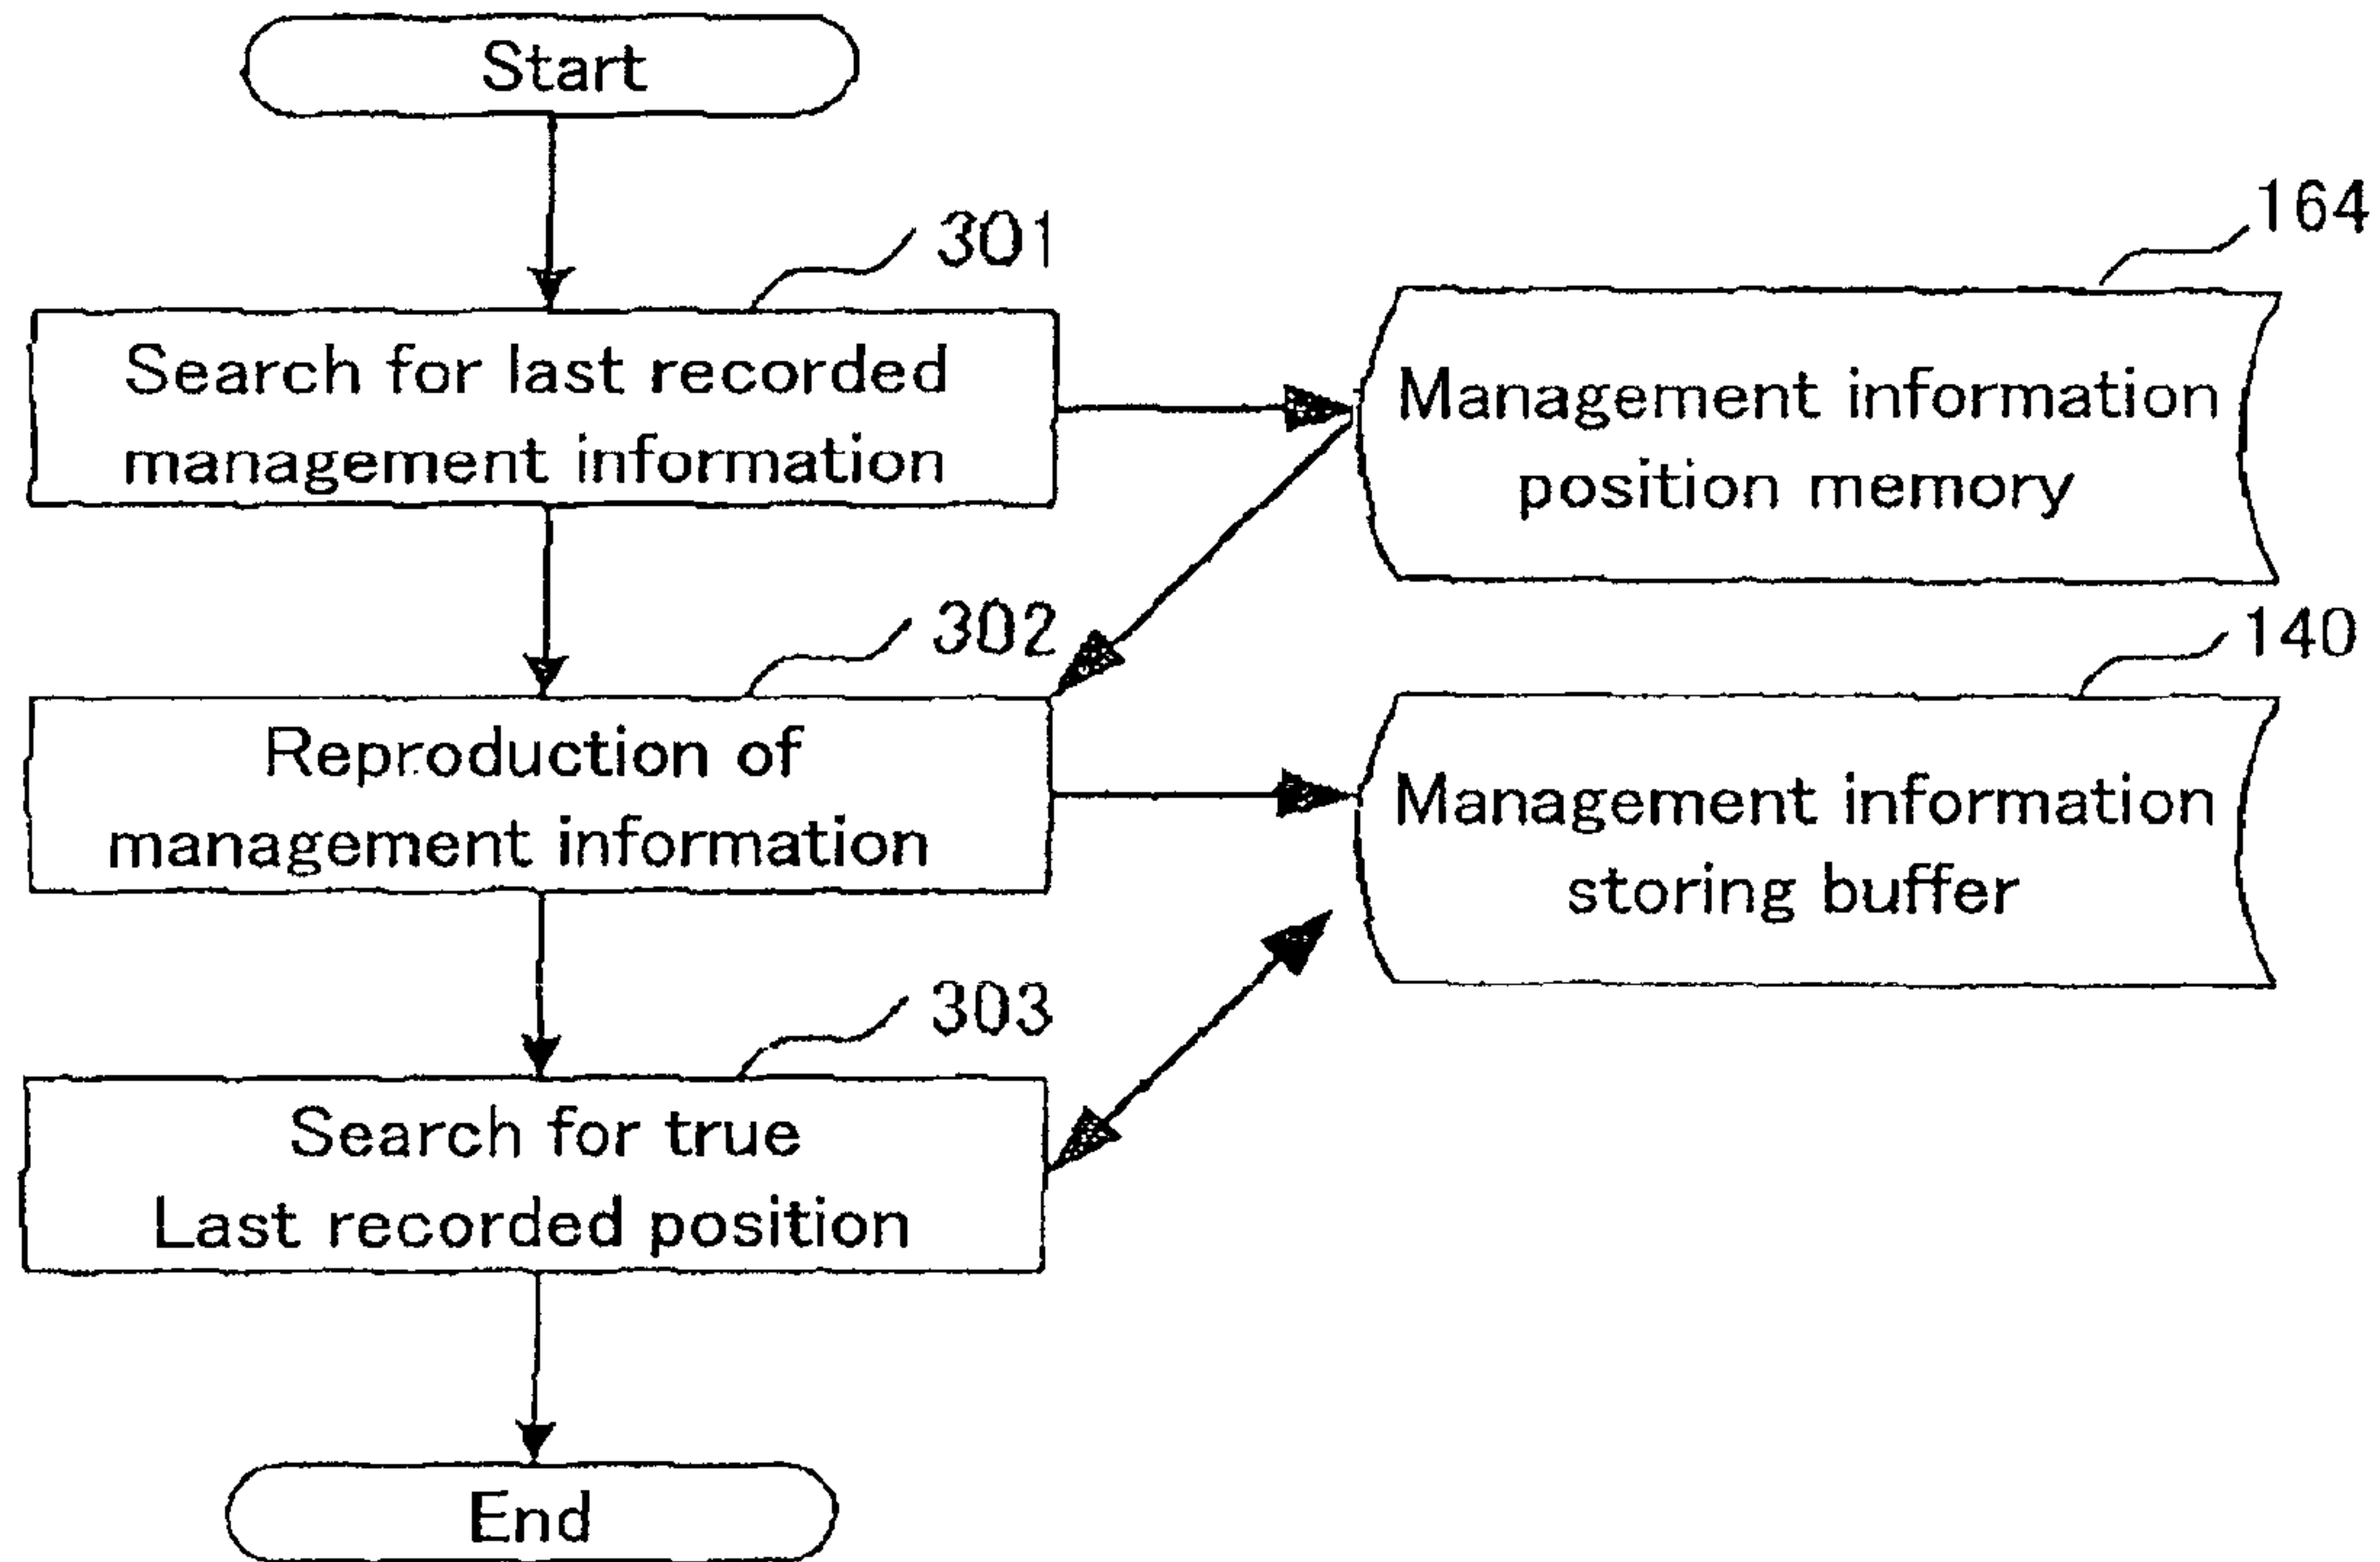 Start
301
164
Search for last recorded
management information
Management information
position memory
302
140
Reproduction of
management information
Management information
storing buffer
303
Search for true
Last recorded position
End